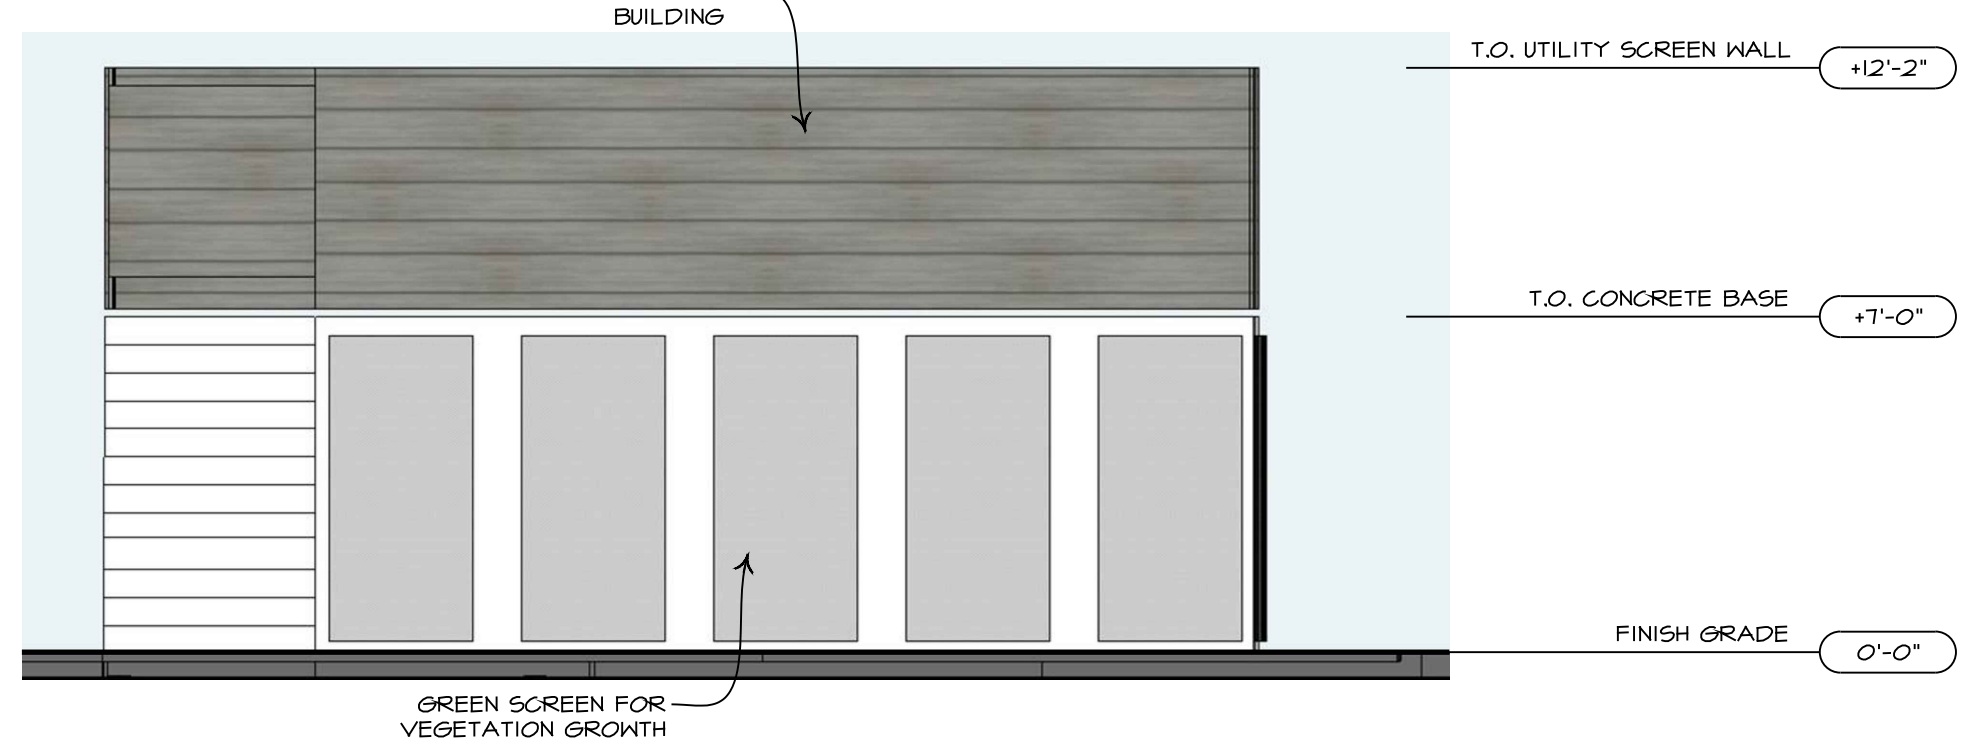 BUILDING
T.O. UTILITY SCREEN WALL
+12'-2"
T.O. CONCRETE BASE
+7'-0"
FINISH GRADE
0'-0"
GREEN SCREEN FOR
VEGETATION GROWTH